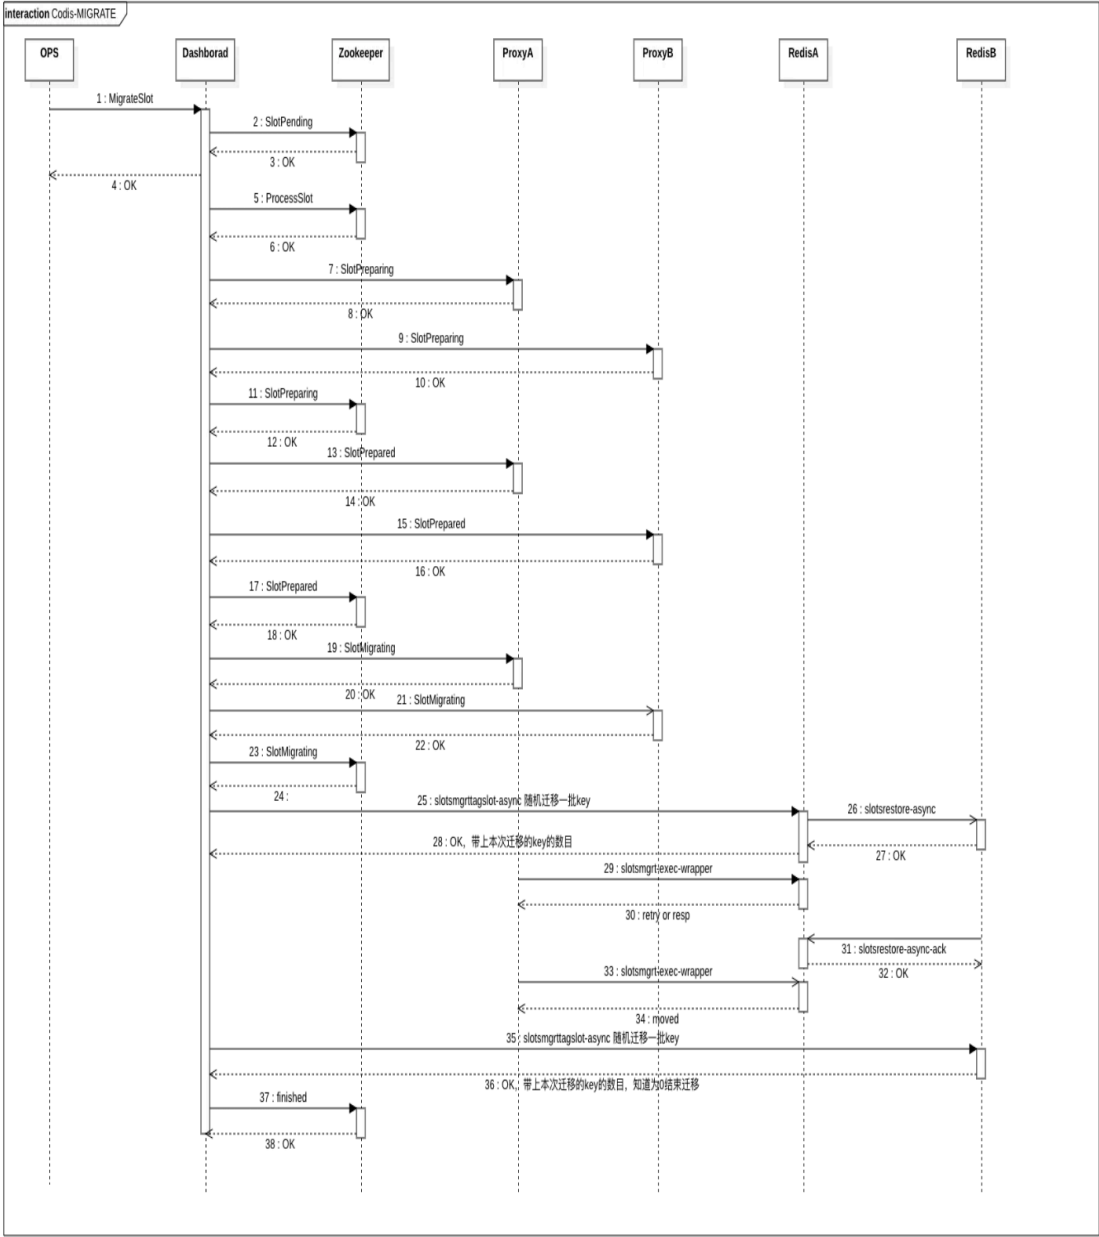 interaction Codis-MIGRATE
OPS
Dashborad
Zookeeper
ProxyA
ProxyB
RedisA
RedisB
1 : MigrateSlot
2 : SlotPending
3 : OK
4 : OK
5 : ProcessSlot
6 : OK
7 : SlotPreparing
8 : OK
9 : SlotPreparing
10 : OK
11 : SlotPreparing
12 : OK
13 : SlotPrepared
14 : OK
15 : SlotPrepared
16 : OK
17 : SlotPrepared
18 : OK
19 : SlotMigrating
20 : OK
21 : SlotMigrating
22 : OK
23 : SlotMigrating
24 :
25 : slotsmgrttagslot-async 随机迁移一批key
26 : slotsrestore-async
27 : OK
28 : OK，带上本次迁移的key的数目
29 : slotsmgrt-exec-wrapper
30 : retry or resp
31 : slotsrestore-async-ack
32 : OK
33 : slotsmgrt-exec-wrapper
34 : moved
35 : slotsmgrttagslot-async 随机迁移一批key
36 : OK，带上本次迁移的key的数目，知道为0结束迁移
37 : finished
38 : OK